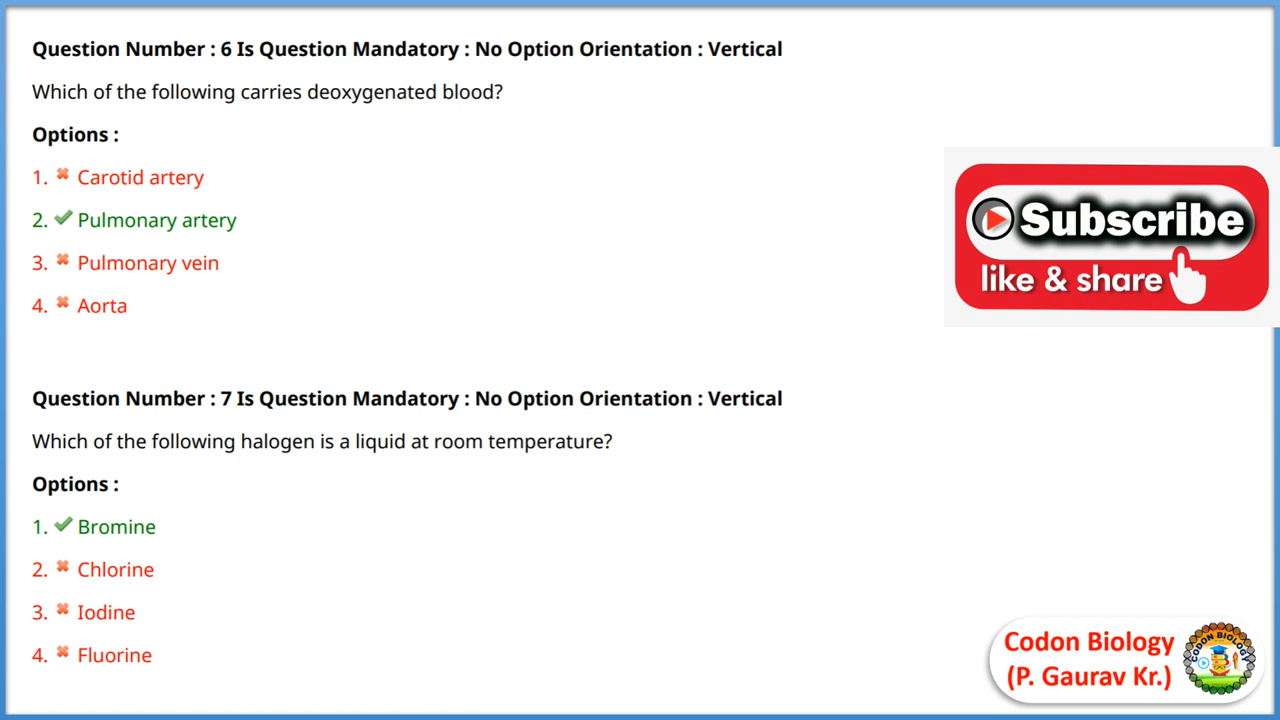 Question Number : 6 Is Question Mandatory : No Option Orientation : Vertical
Which of the following carries deoxygenated blood?
Options :
1. ✖ Carotid artery
2. ✔ Pulmonary artery
3. ✖ Pulmonary vein
4. ✖ Aorta
Subscribe
like & share
Question Number : 7 Is Question Mandatory : No Option Orientation : Vertical
Which of the following halogen is a liquid at room temperature?
Options :
1. ✔ Bromine
2. ✖ Chlorine
3. ✖ Iodine
4. ✖ Fluorine
Codon Biology
(P. Gaurav Kr.)
CODON BIOLOGY